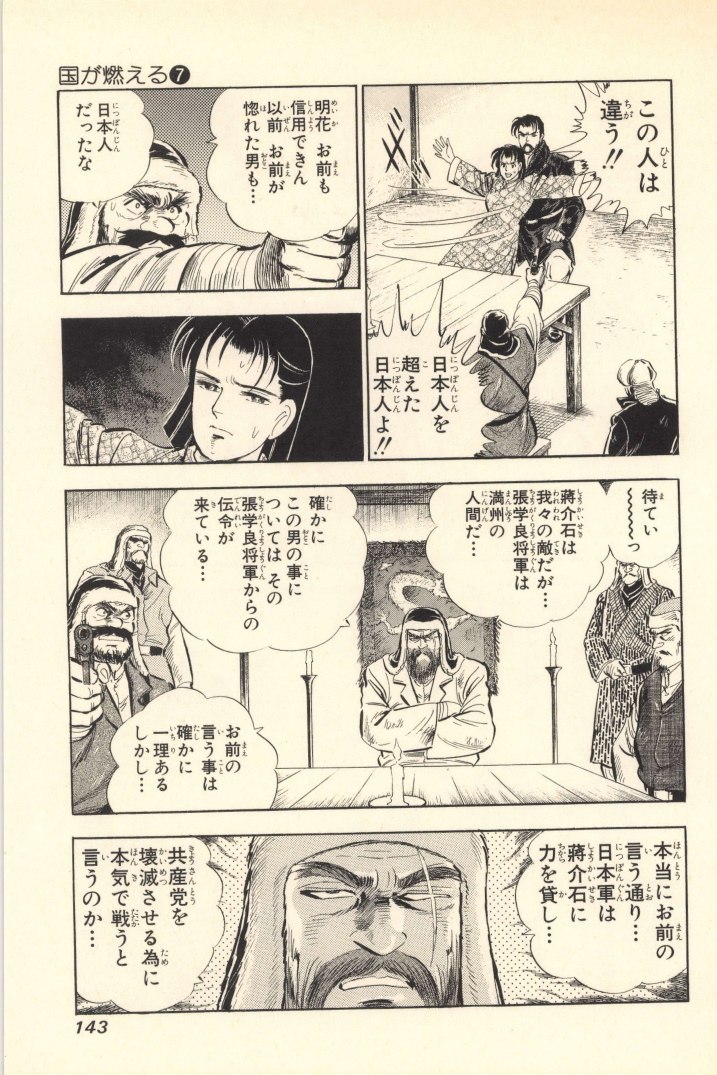 国が燃える❼
この人は
違う!!
日本人を
超えた
日本人よ!!
明花 お前も
信用できん
以前 お前が
惚れた男も…
日本人
だったな
待てい
〜〜〜〜っ
蔣介石は
我々の敵だが…
張学良将軍は
満州の
人間だ…
確かに
この男の事に
ついては その
張学良将軍からの
伝令が
来ている…
お前の
言う事は
確かに
一理ある
しかし…
本当にお前の
言う通り…
日本軍は
蔣介石に
力を貸し…
共産党を
壊滅させる為に
本気で戦うと
言うのか…
143